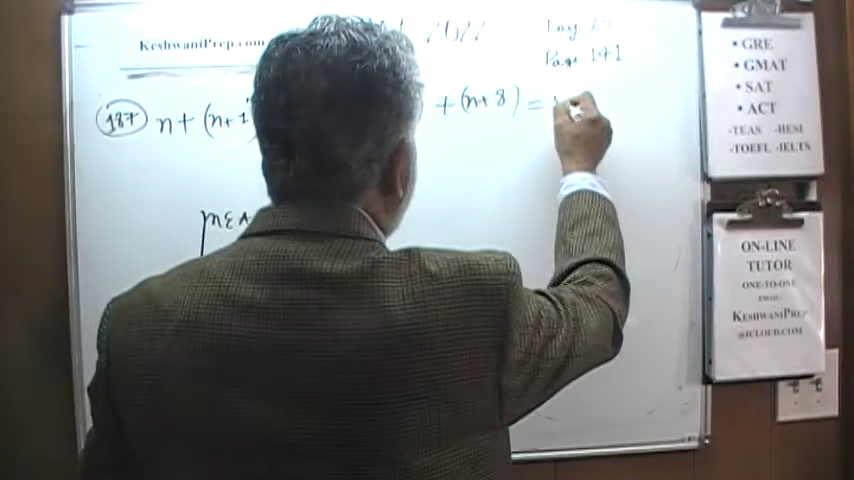 KeshwaniPrep.com
2022
Page 141
187 n+(n+1
+(n+8) =
MEA
• GRE
• GMAT
• SAT
• ACT
-TEAS -HESI
-TOEFL -IELTS
ON-LINE
TUTOR
ONE-TO-ONE
EMAIL:
KESHWANIPREP
@ICLOUD.COM